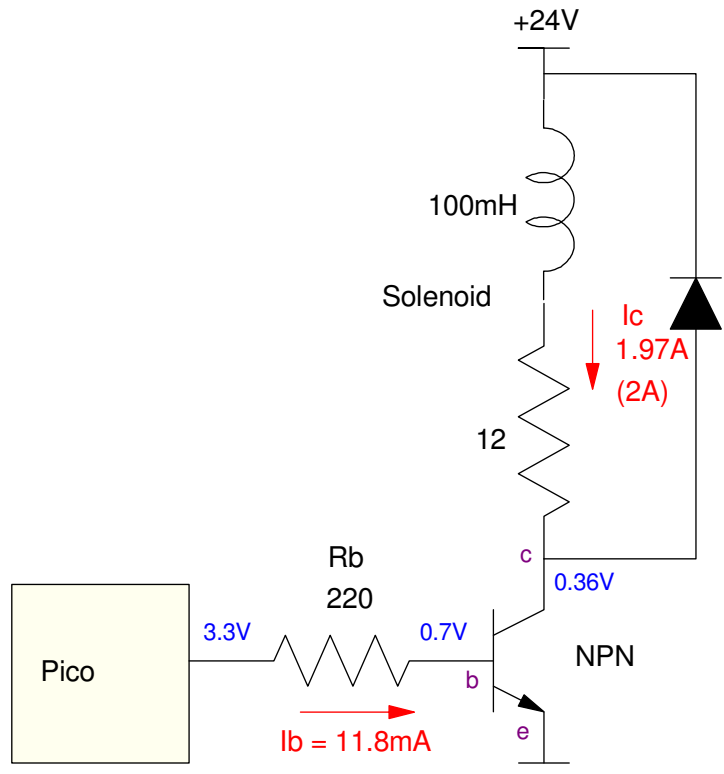 +24V
100mH
Solenoid
Ic
1.97A
(2A)
12
c
0.36V
Rb
220
3.3V
0.7V
Pico
b
NPN
e
Ib = 11.8mA